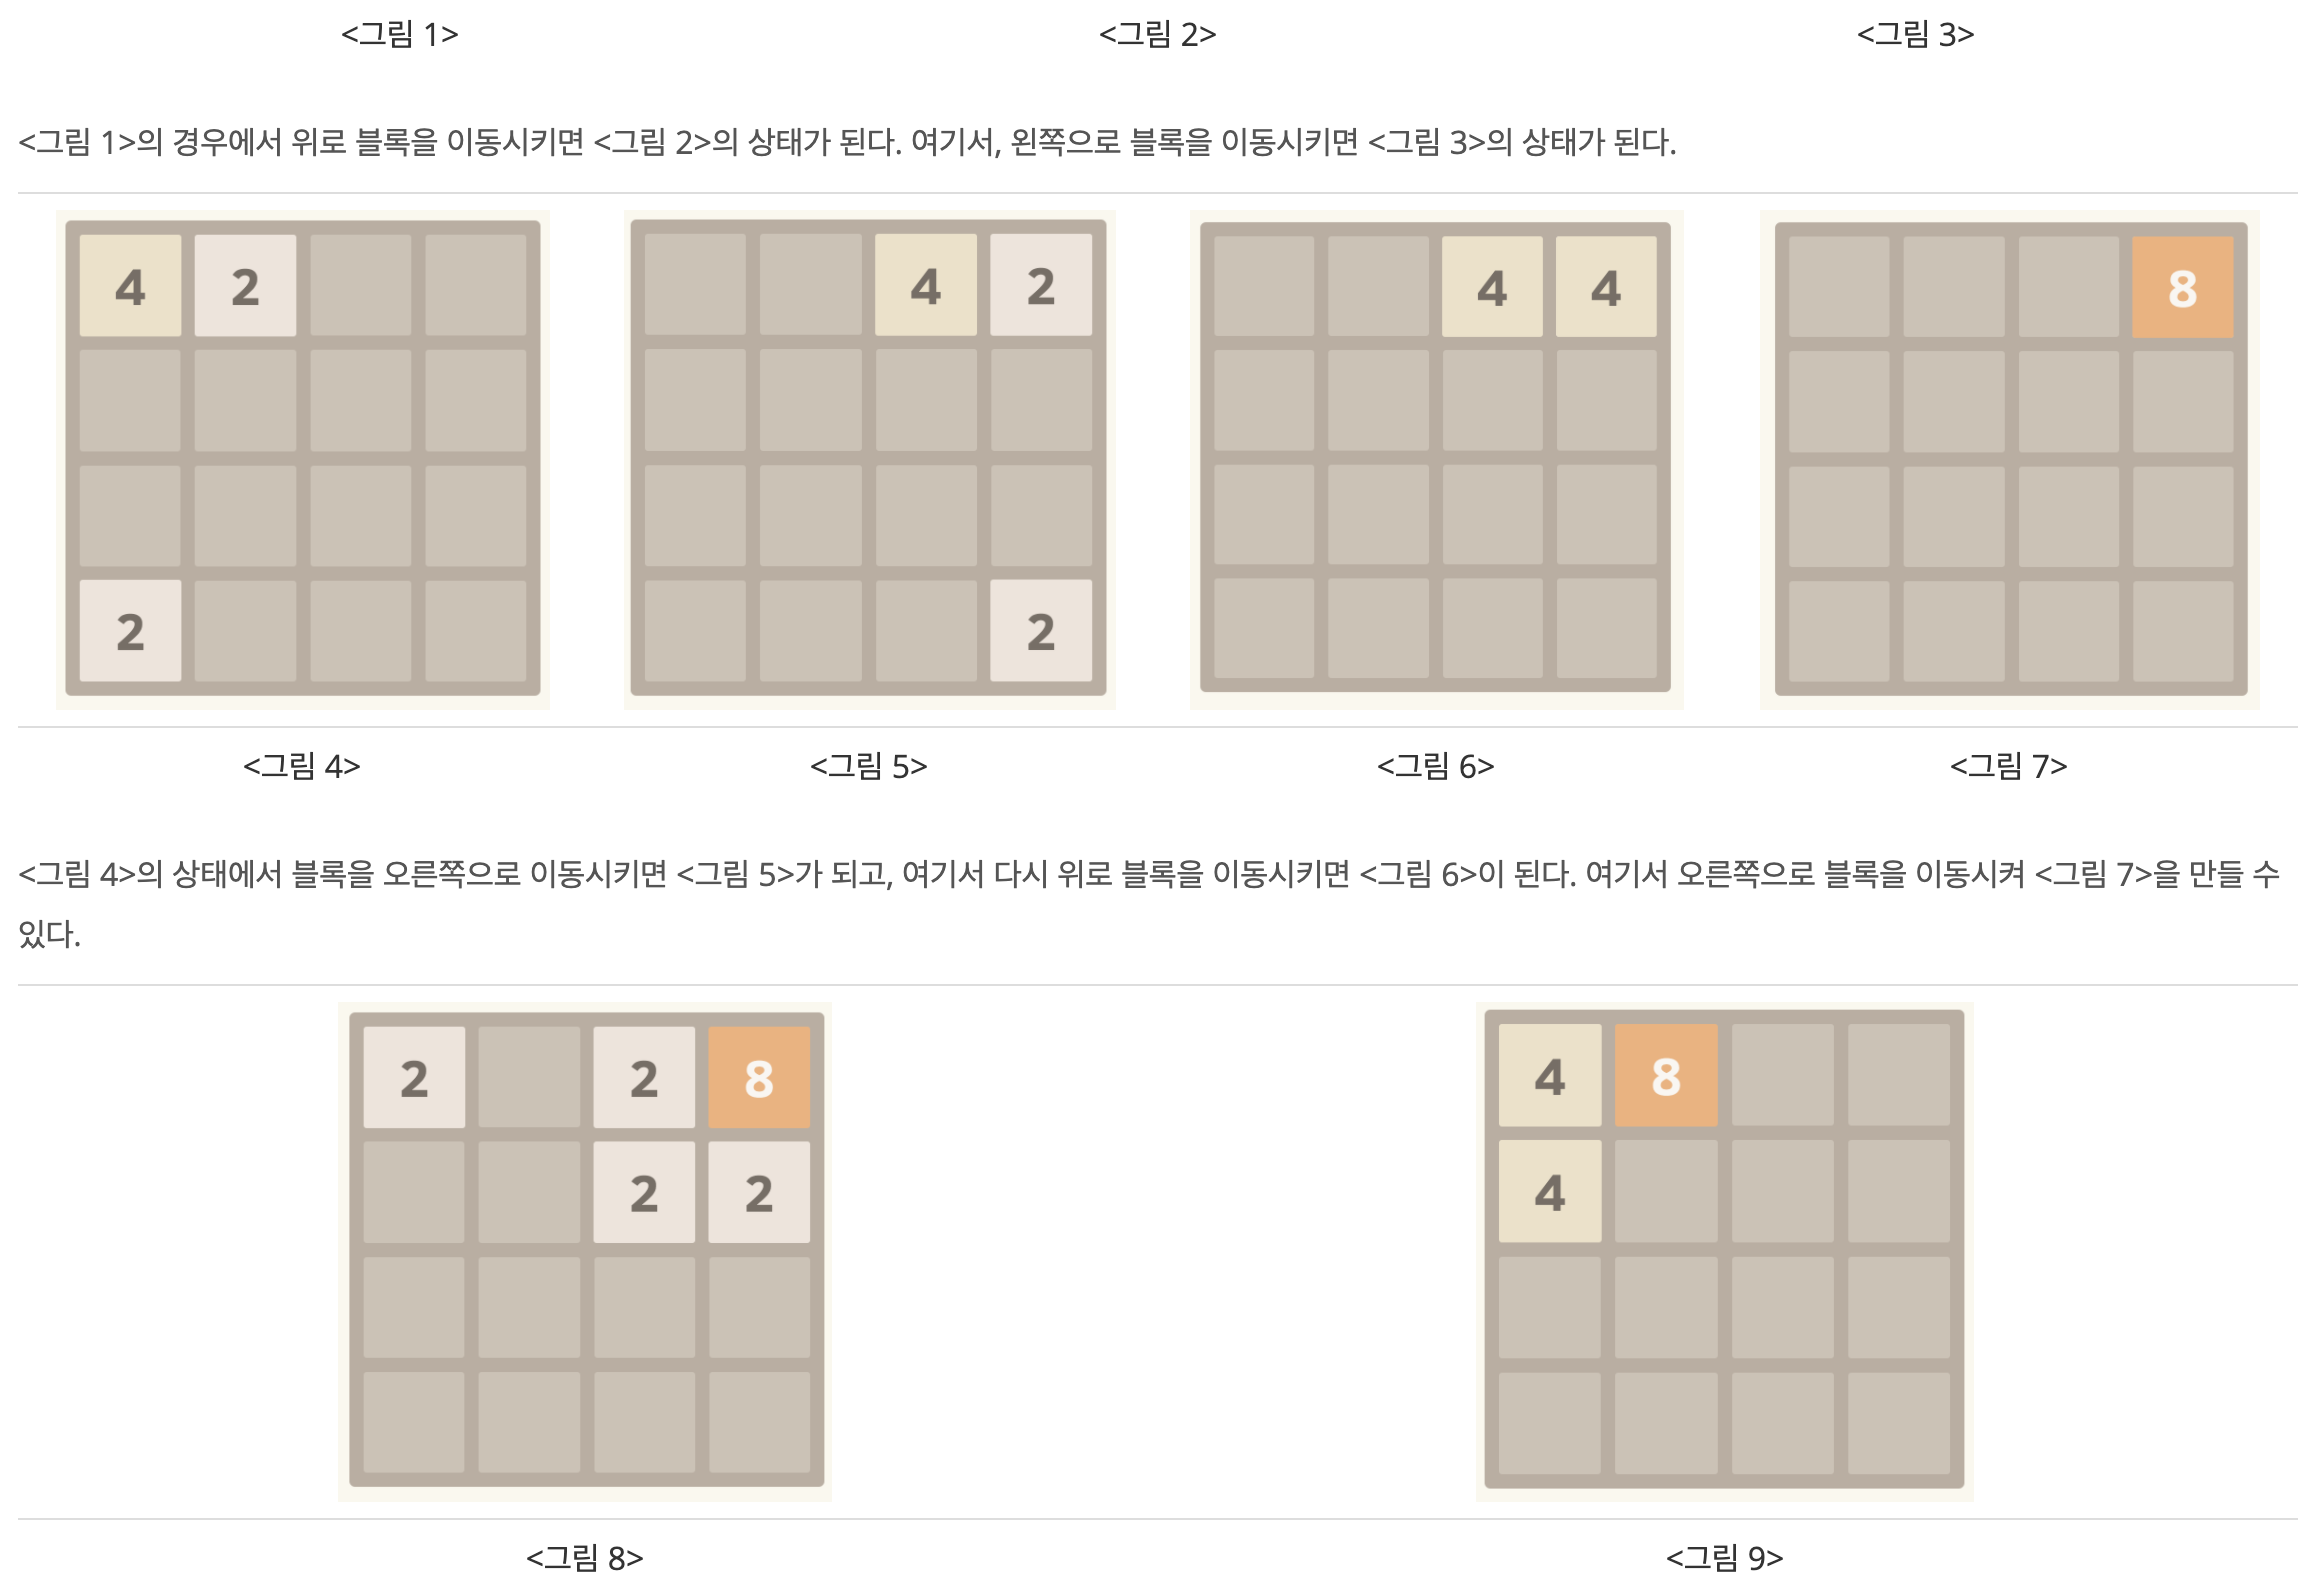 <그림 1> <그림 2> <그림 3>
<그림 1>의 경우에서 위로 블록을 이동시키면 <그림 2>의 상태가 된다. 여기서, 왼쪽으로 블록을 이동시키면 <그림 3>의 상태가 된다.
4 2
2
4 2
2
4 4
8
<그림 4> <그림 5> <그림 6> <그림 7>
<그림 4>의 상태에서 블록을 오른쪽으로 이동시키면 <그림 5>가 되고, 여기서 다시 위로 블록을 이동시키면 <그림 6>이 된다. 여기서 오른쪽으로 블록을 이동시켜 <그림 7>을 만들 수
있다.
2 2 8
2 2
4 8
4
<그림 8> <그림 9>